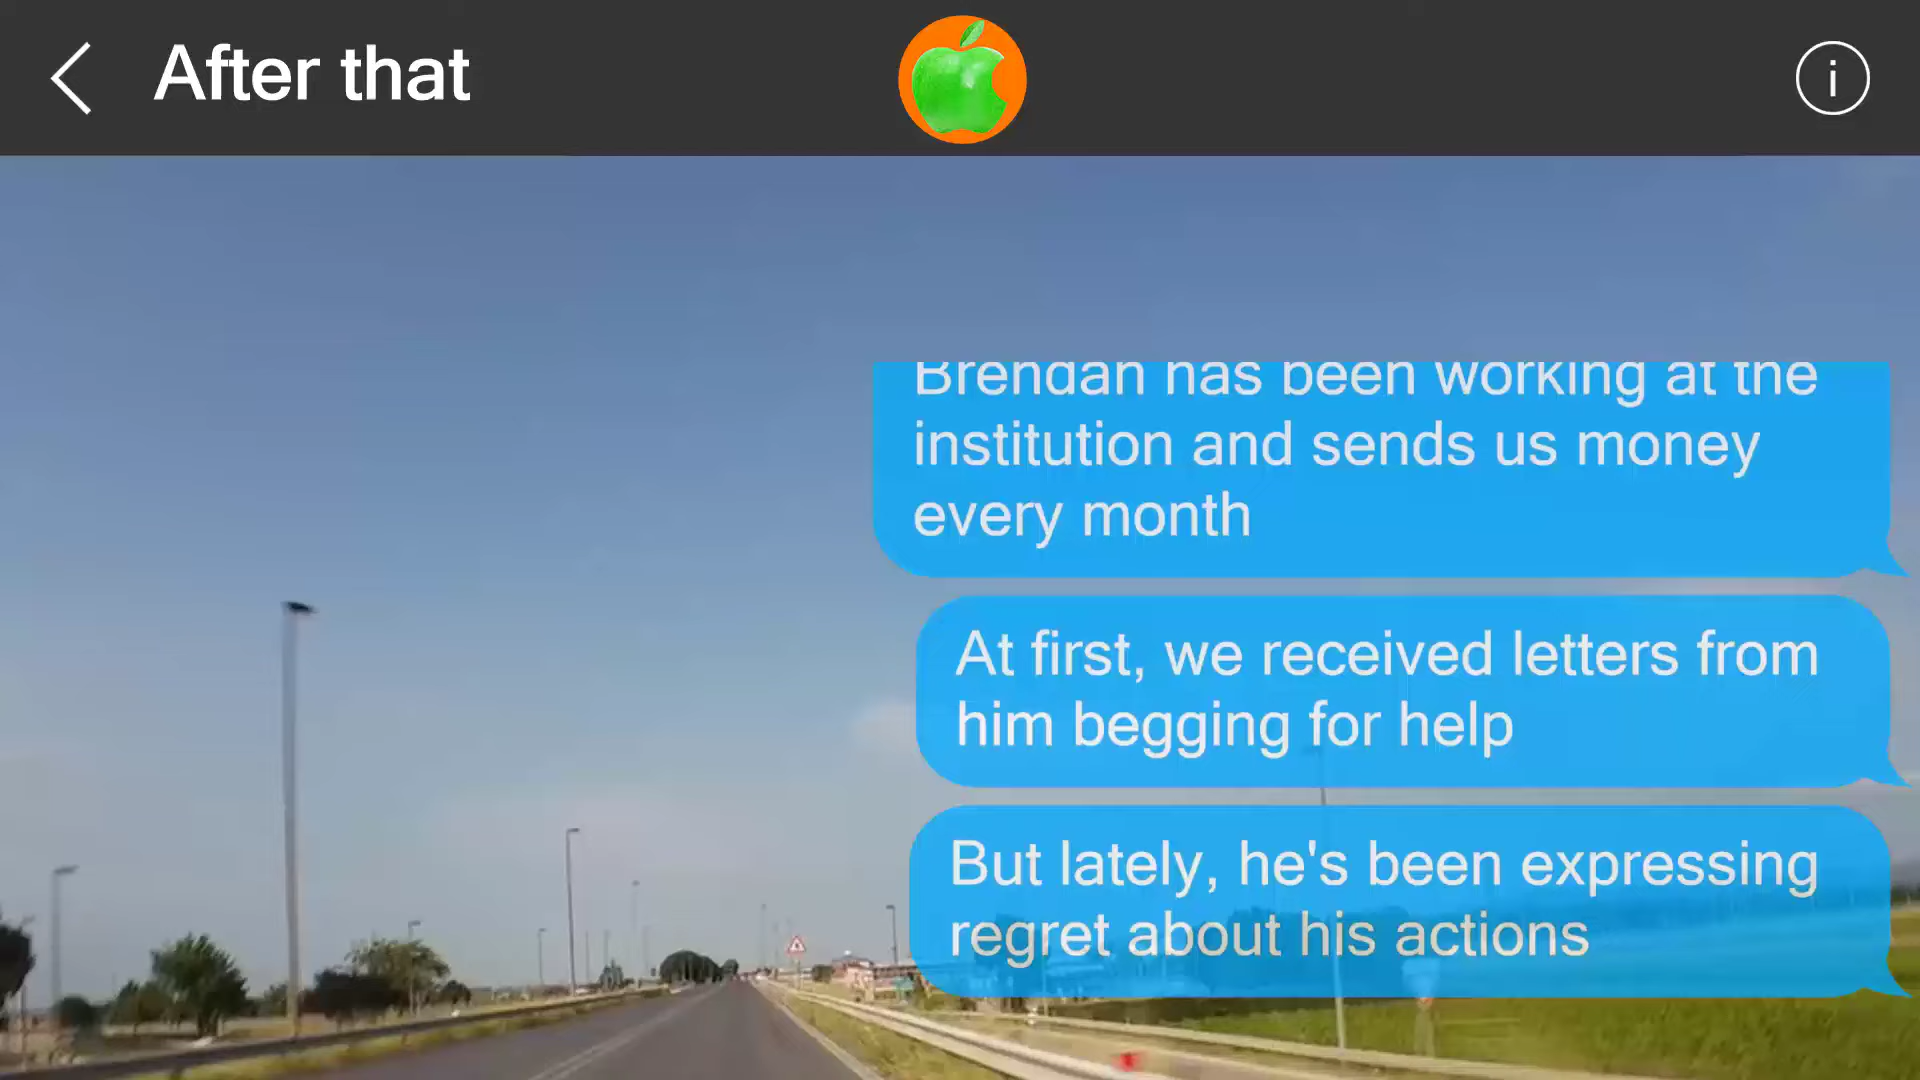 After that
i
Brendan has been working at the
institution and sends us money
every month
At first, we received letters from
him begging for help
But lately, he's been expressing
regret about his actions